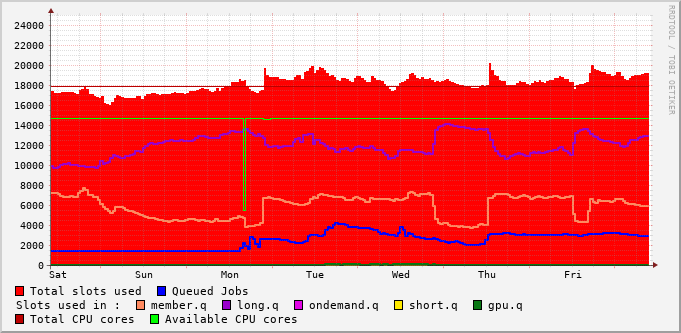 RRDTOOL / TOBI OETIKER
24000
22000
20000
18000
16000
14000
12000
10000
8000
6000
4000
2000
0
Sat Sun Mon Tue Wed Thu Fri
Total slots used Queued Jobs
Slots used in : member.q long.q ondemand.q short.q gpu.q
Total CPU cores Available CPU cores